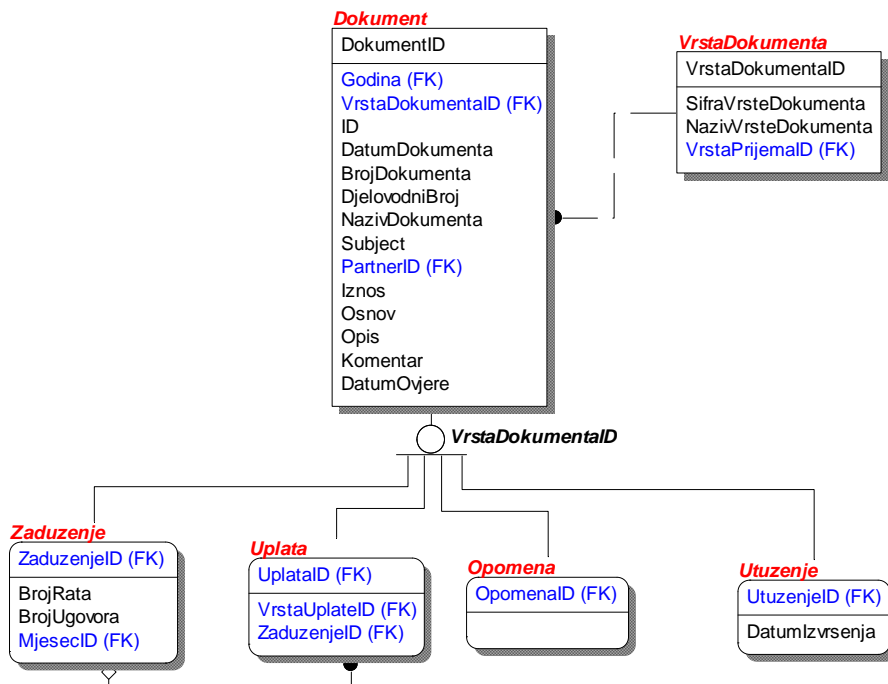 Dokument
DokumentID
Godina (FK)
VrstaDokumentaID (FK)
ID
DatumDokumenta
BrojDokumenta
DjelovodniBroj
NazivDokumenta
Subject
PartnerID (FK)
Iznos
Osnov
Opis
Komentar
DatumOvjere
VrstaDokumenta
VrstaDokumentaID
SifraVrsteDokumenta
NazivVrsteDokumenta
VrstaPrijemaID (FK)
VrstaDokumentaID
Zaduzenje
ZaduzenjeID (FK)
BrojRata
BrojUgovora
MjesecID (FK)
Uplata
UplataID (FK)
VrstaUplateID (FK)
ZaduzenjeID (FK)
Opomena
OpomenaID (FK)
Utuzenje
UtuzenjeID (FK)
DatumIzvrsenja